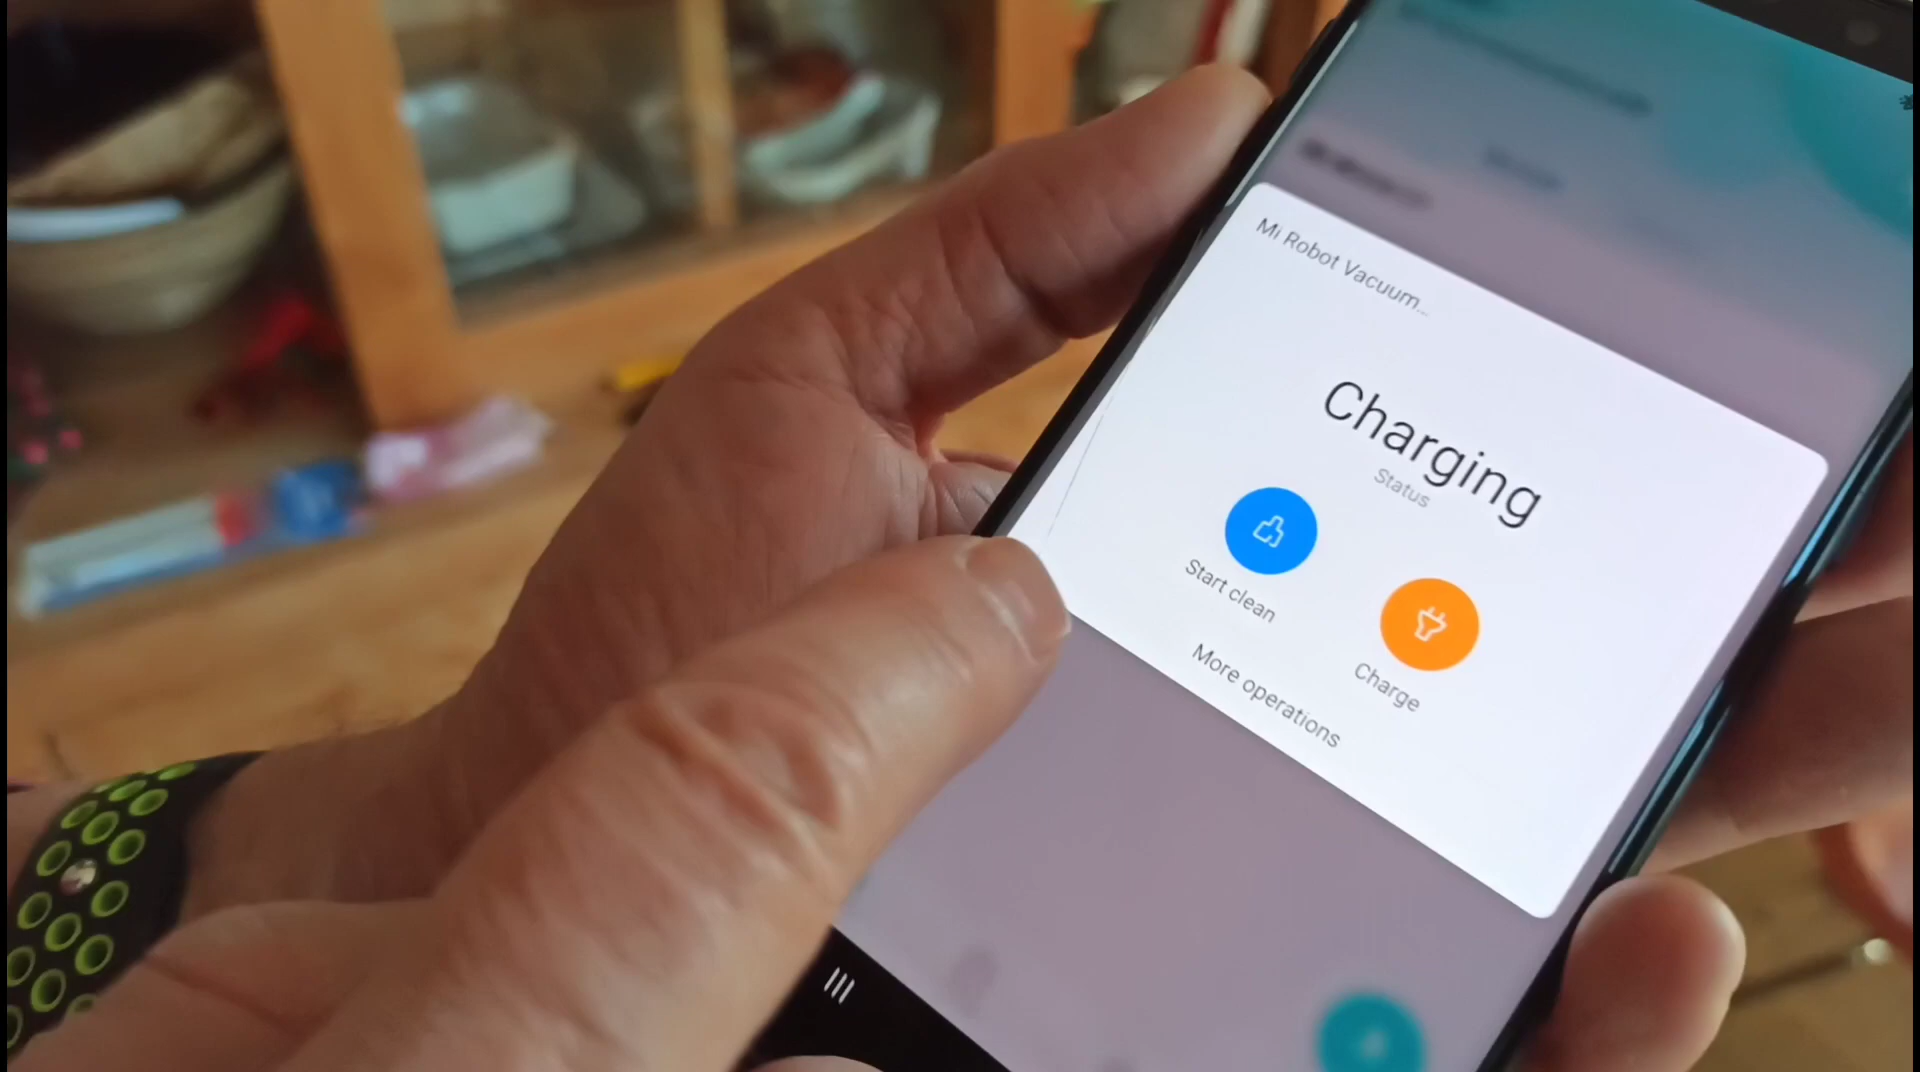 Mi Robot Vacuum...
Charging
Status
Start clean
Charge
More operations